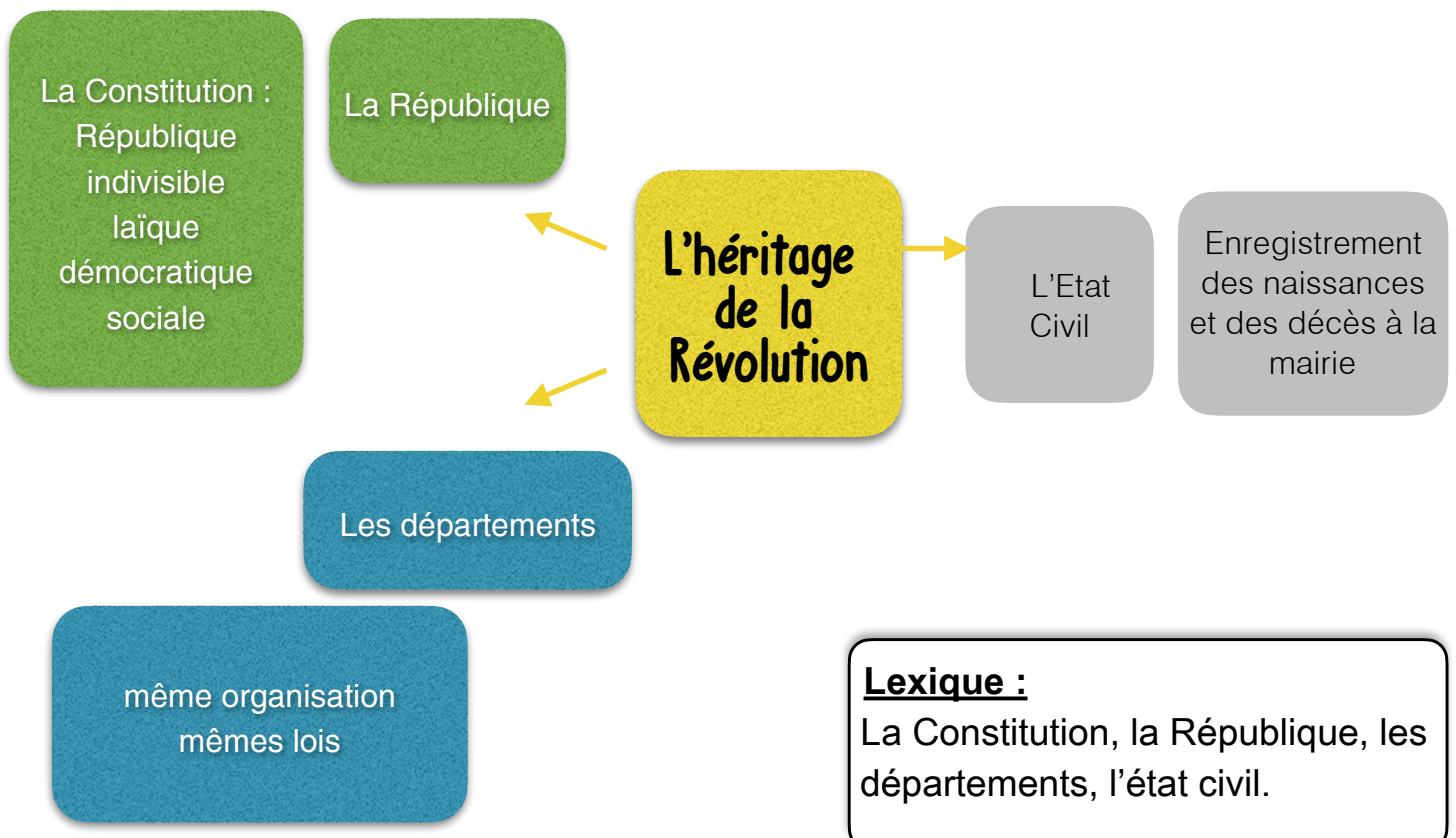 La Constitution :
République
indivisible
laïque
démocratique
sociale
La République
L'héritage
de la
Révolution
L'Etat
Civil
Enregistrement
des naissances
et des décès à la
mairie
Les départements
même organisation
mêmes lois
Lexique :
La Constitution, la République, les
départements, l'état civil.